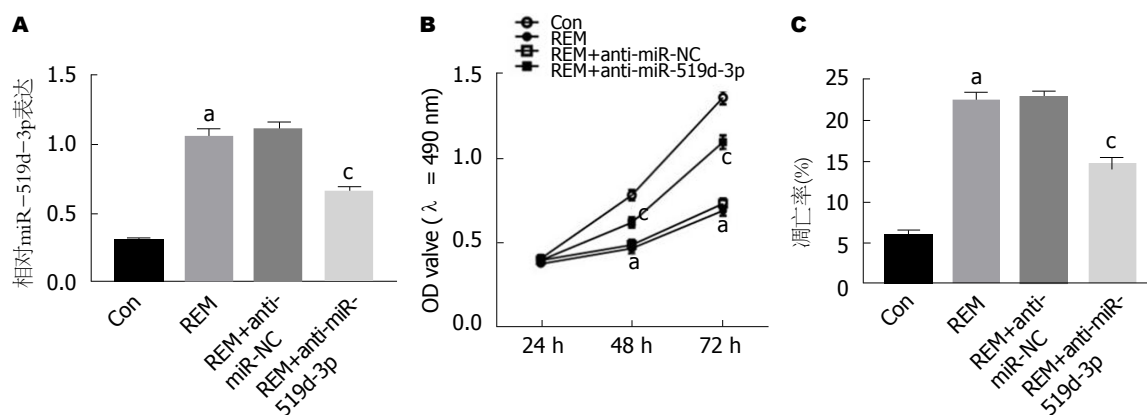 A
相对miR-519d-3p表达
1.5
1.0
0.5
0.0
a
c
Con
REM
REM+anti-
miR-NC
REM+anti-miR-
519d-3p
B
Con
REM
REM+anti-miR-NC
REM+anti-miR-519d-3p
OD valve (λ = 490 nm)
1.5
1.0
0.5
0.0
c
c
a
a
24 h
48 h
72 h
C
凋亡率(%)
25
20
15
10
5
0
a
c
Con
REM
REM+anti-
miR-NC
REM+anti-miR-
519d-3p